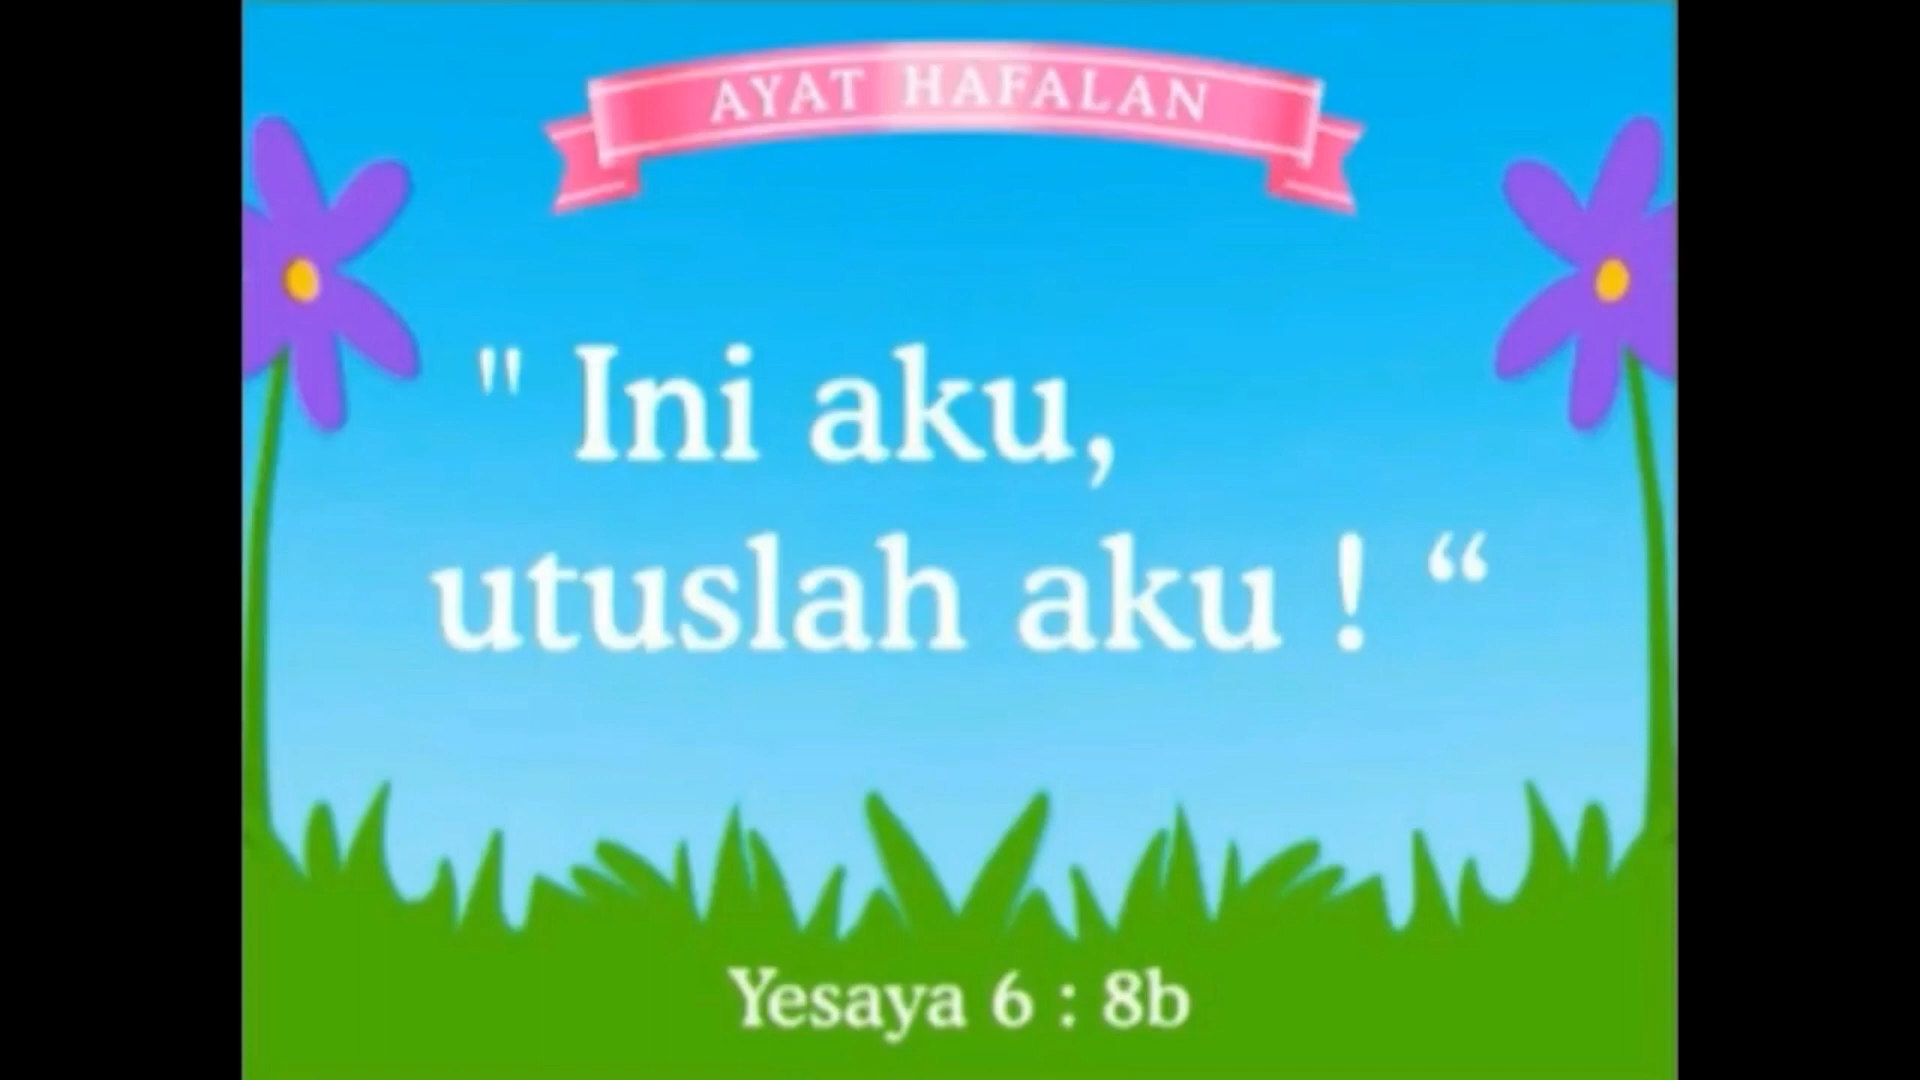 AYAT HAFALAN
" Ini aku,
utuslah aku ! “
Yesaya 6 : 8b